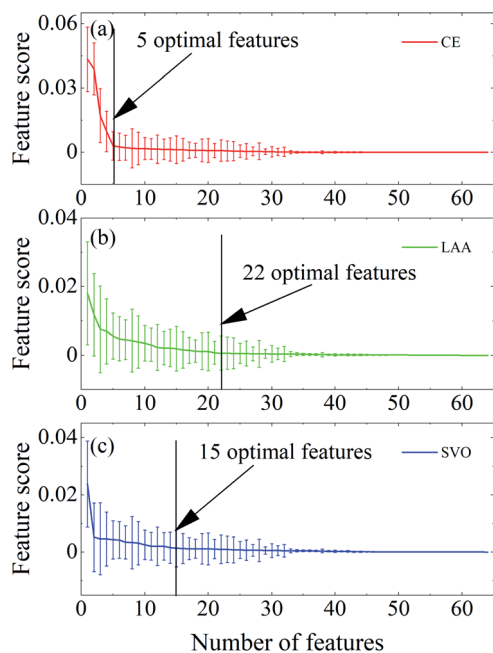 0.06
(a)
5 optimal features
CE
0.03
0
Feature score
0 10 20 30 40 50 60
0.04
(b)
LAA
22 optimal features
0.02
0
Feature score
0 10 20 30 40 50 60
0.04
(c)
SVO
15 optimal features
0.02
0
Feature score
0 10 20 30 40 50 60
Number of features